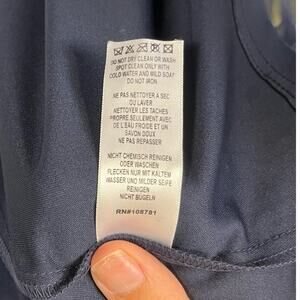 DO NOT DRY CLEAN OR WASH
SPOT CLEAN ONLY WITH
COLD WATER AND MILD SOAP
DO NOT IRON
NE PAS NETTOYER A SEC
OU LAVER
NETTOYER LES TACHES
PROPRE SEULEMENT AVEC
DE L'EAU FROIDE ET UN
SAVON DOUX
NE PAS REPASSER
NICHT CHEMISCH REINIGEN
ODER WASCHEN
FLECKEN NUR MIT KALTEM
WASSER UND MILDER SEIFE
REINIGEN
NICHT BÜGELN
RN#108781